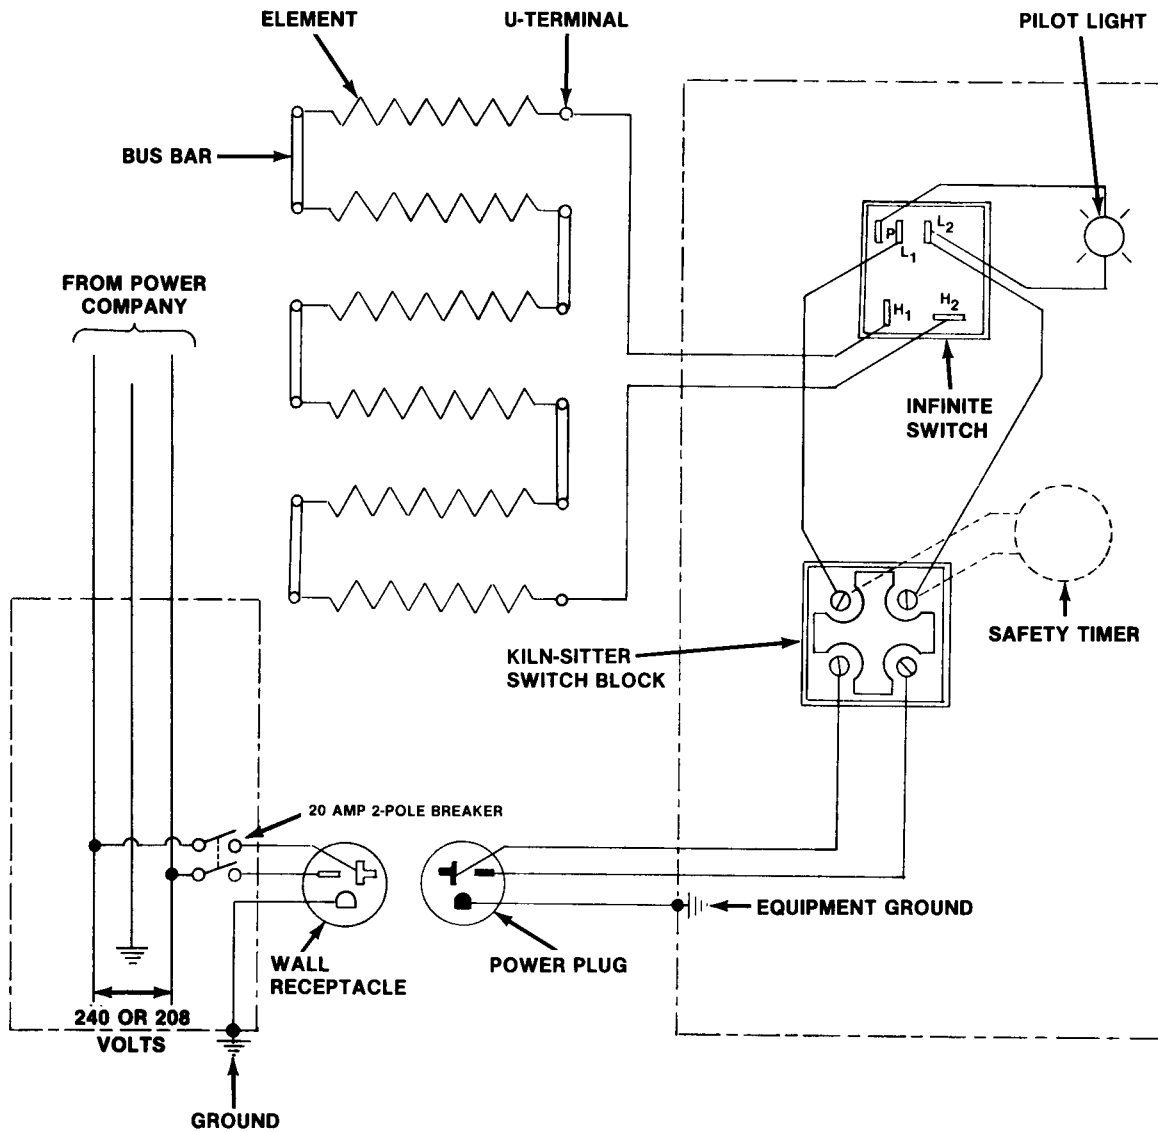 ELEMENT
U-TERMINAL
PILOT LIGHT
BUS BAR
FROM POWER
COMPANY
P
L1
L2
H1
H2
INFINITE
SWITCH
SAFETY TIMER
KILN-SITTER
SWITCH BLOCK
20 AMP 2-POLE BREAKER
EQUIPMENT GROUND
WALL
RECEPTACLE
POWER PLUG
240 OR 208
VOLTS
GROUND